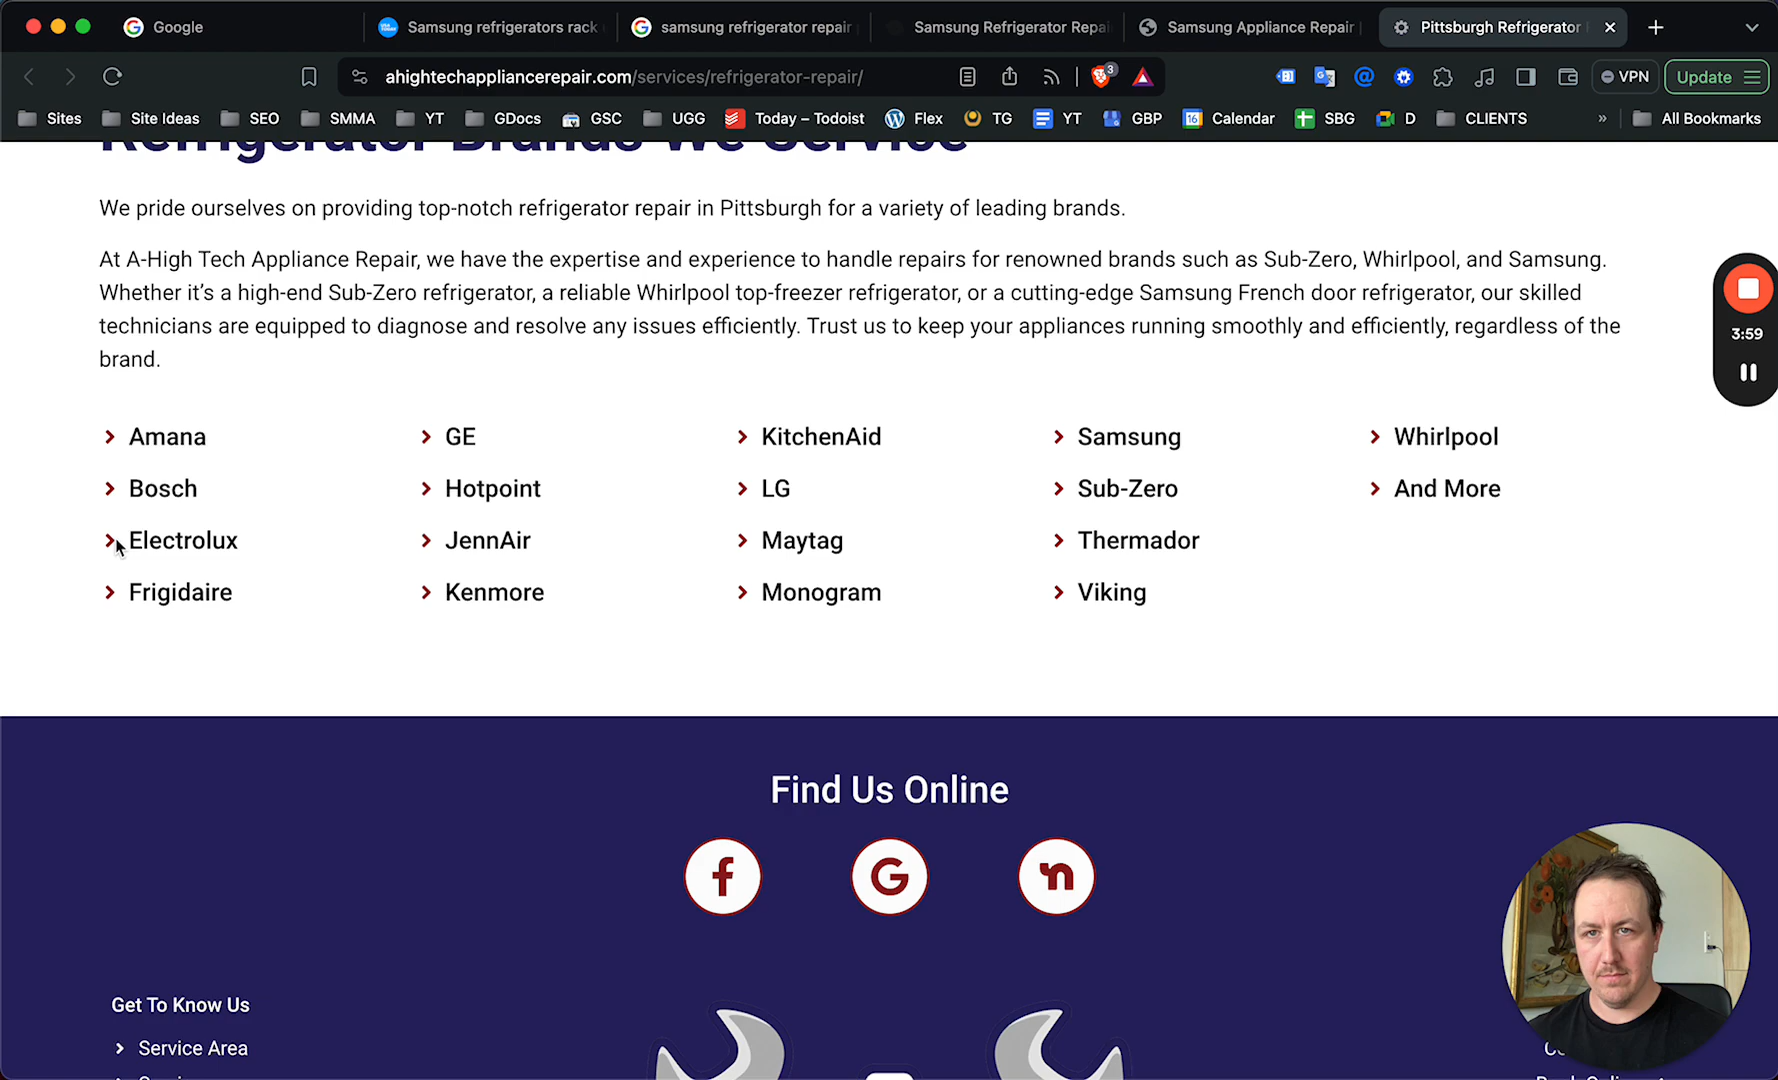 Google
Samsung refrigerators rack
samsung refrigerator repair
Samsung Refrigerator Repai
Samsung Appliance Repair |
Pittsburgh Refrigerator
ahightechappliancerepair.com/services/refrigerator-repair/
3
VPN
Update
Sites
Site Ideas
SEO
SMMA
YT
GDocs
GSC
UGG
Today – Todoist
Flex
TG
YT
GBP
16
Calendar
SBG
D
CLIENTS
»
All Bookmarks
Refrigerator Brands We Service
We pride ourselves on providing top-notch refrigerator repair in Pittsburgh for a variety of leading brands.
At A-High Tech Appliance Repair, we have the expertise and experience to handle repairs for renowned brands such as Sub-Zero, Whirlpool, and Samsung.
Whether it's a high-end Sub-Zero refrigerator, a reliable Whirlpool top-freezer refrigerator, or a cutting-edge Samsung French door refrigerator, our skilled
technicians are equipped to diagnose and resolve any issues efficiently. Trust us to keep your appliances running smoothly and efficiently, regardless of the
brand.
3:59
Amana
Bosch
Electrolux
Frigidaire
GE
Hotpoint
JennAir
Kenmore
KitchenAid
LG
Maytag
Monogram
Samsung
Sub-Zero
Thermador
Viking
Whirlpool
And More
Find Us Online
Get To Know Us
Service Area